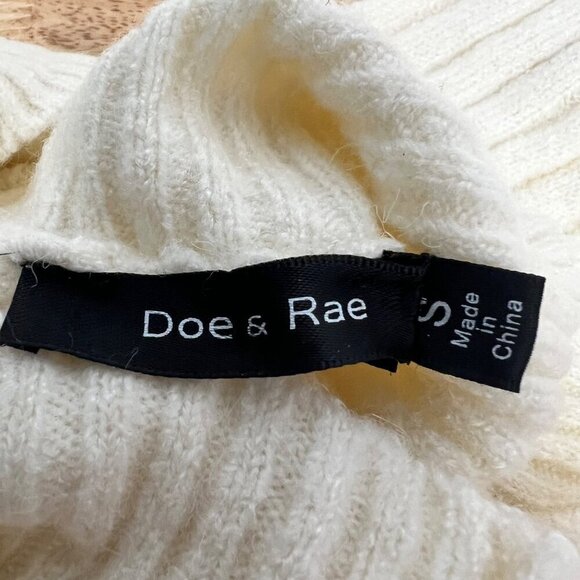 Doe & Rae
"S"
Made
in
China